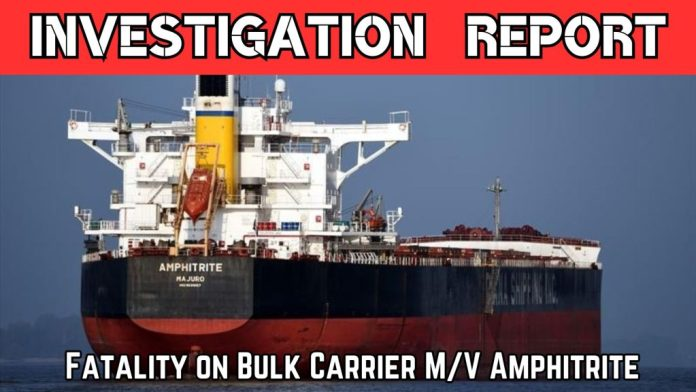 INVESTIGATION REPORT
AMPHITRITE
MAJURO
FATALITY ON BULK CARRIER M/V AMPHITRITE